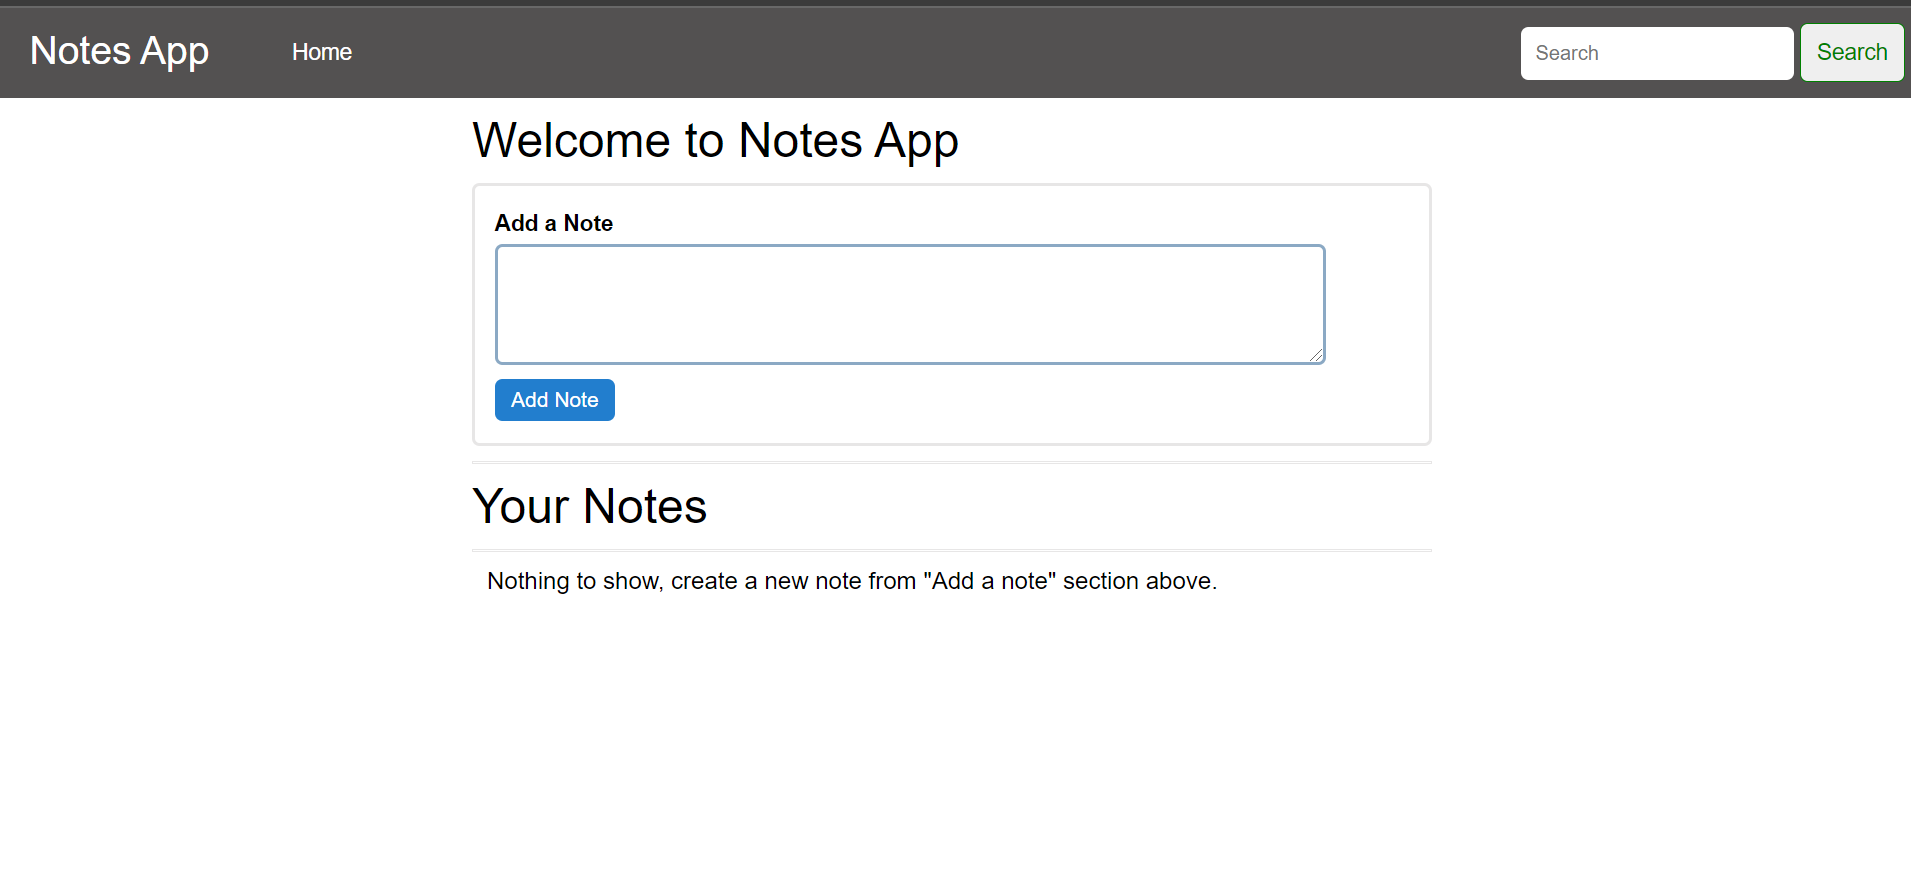 Notes App Home Search Search
Welcome to Notes App
Add a Note
Add Note
Your Notes
Nothing to show, create a new note from "Add a note" section above.